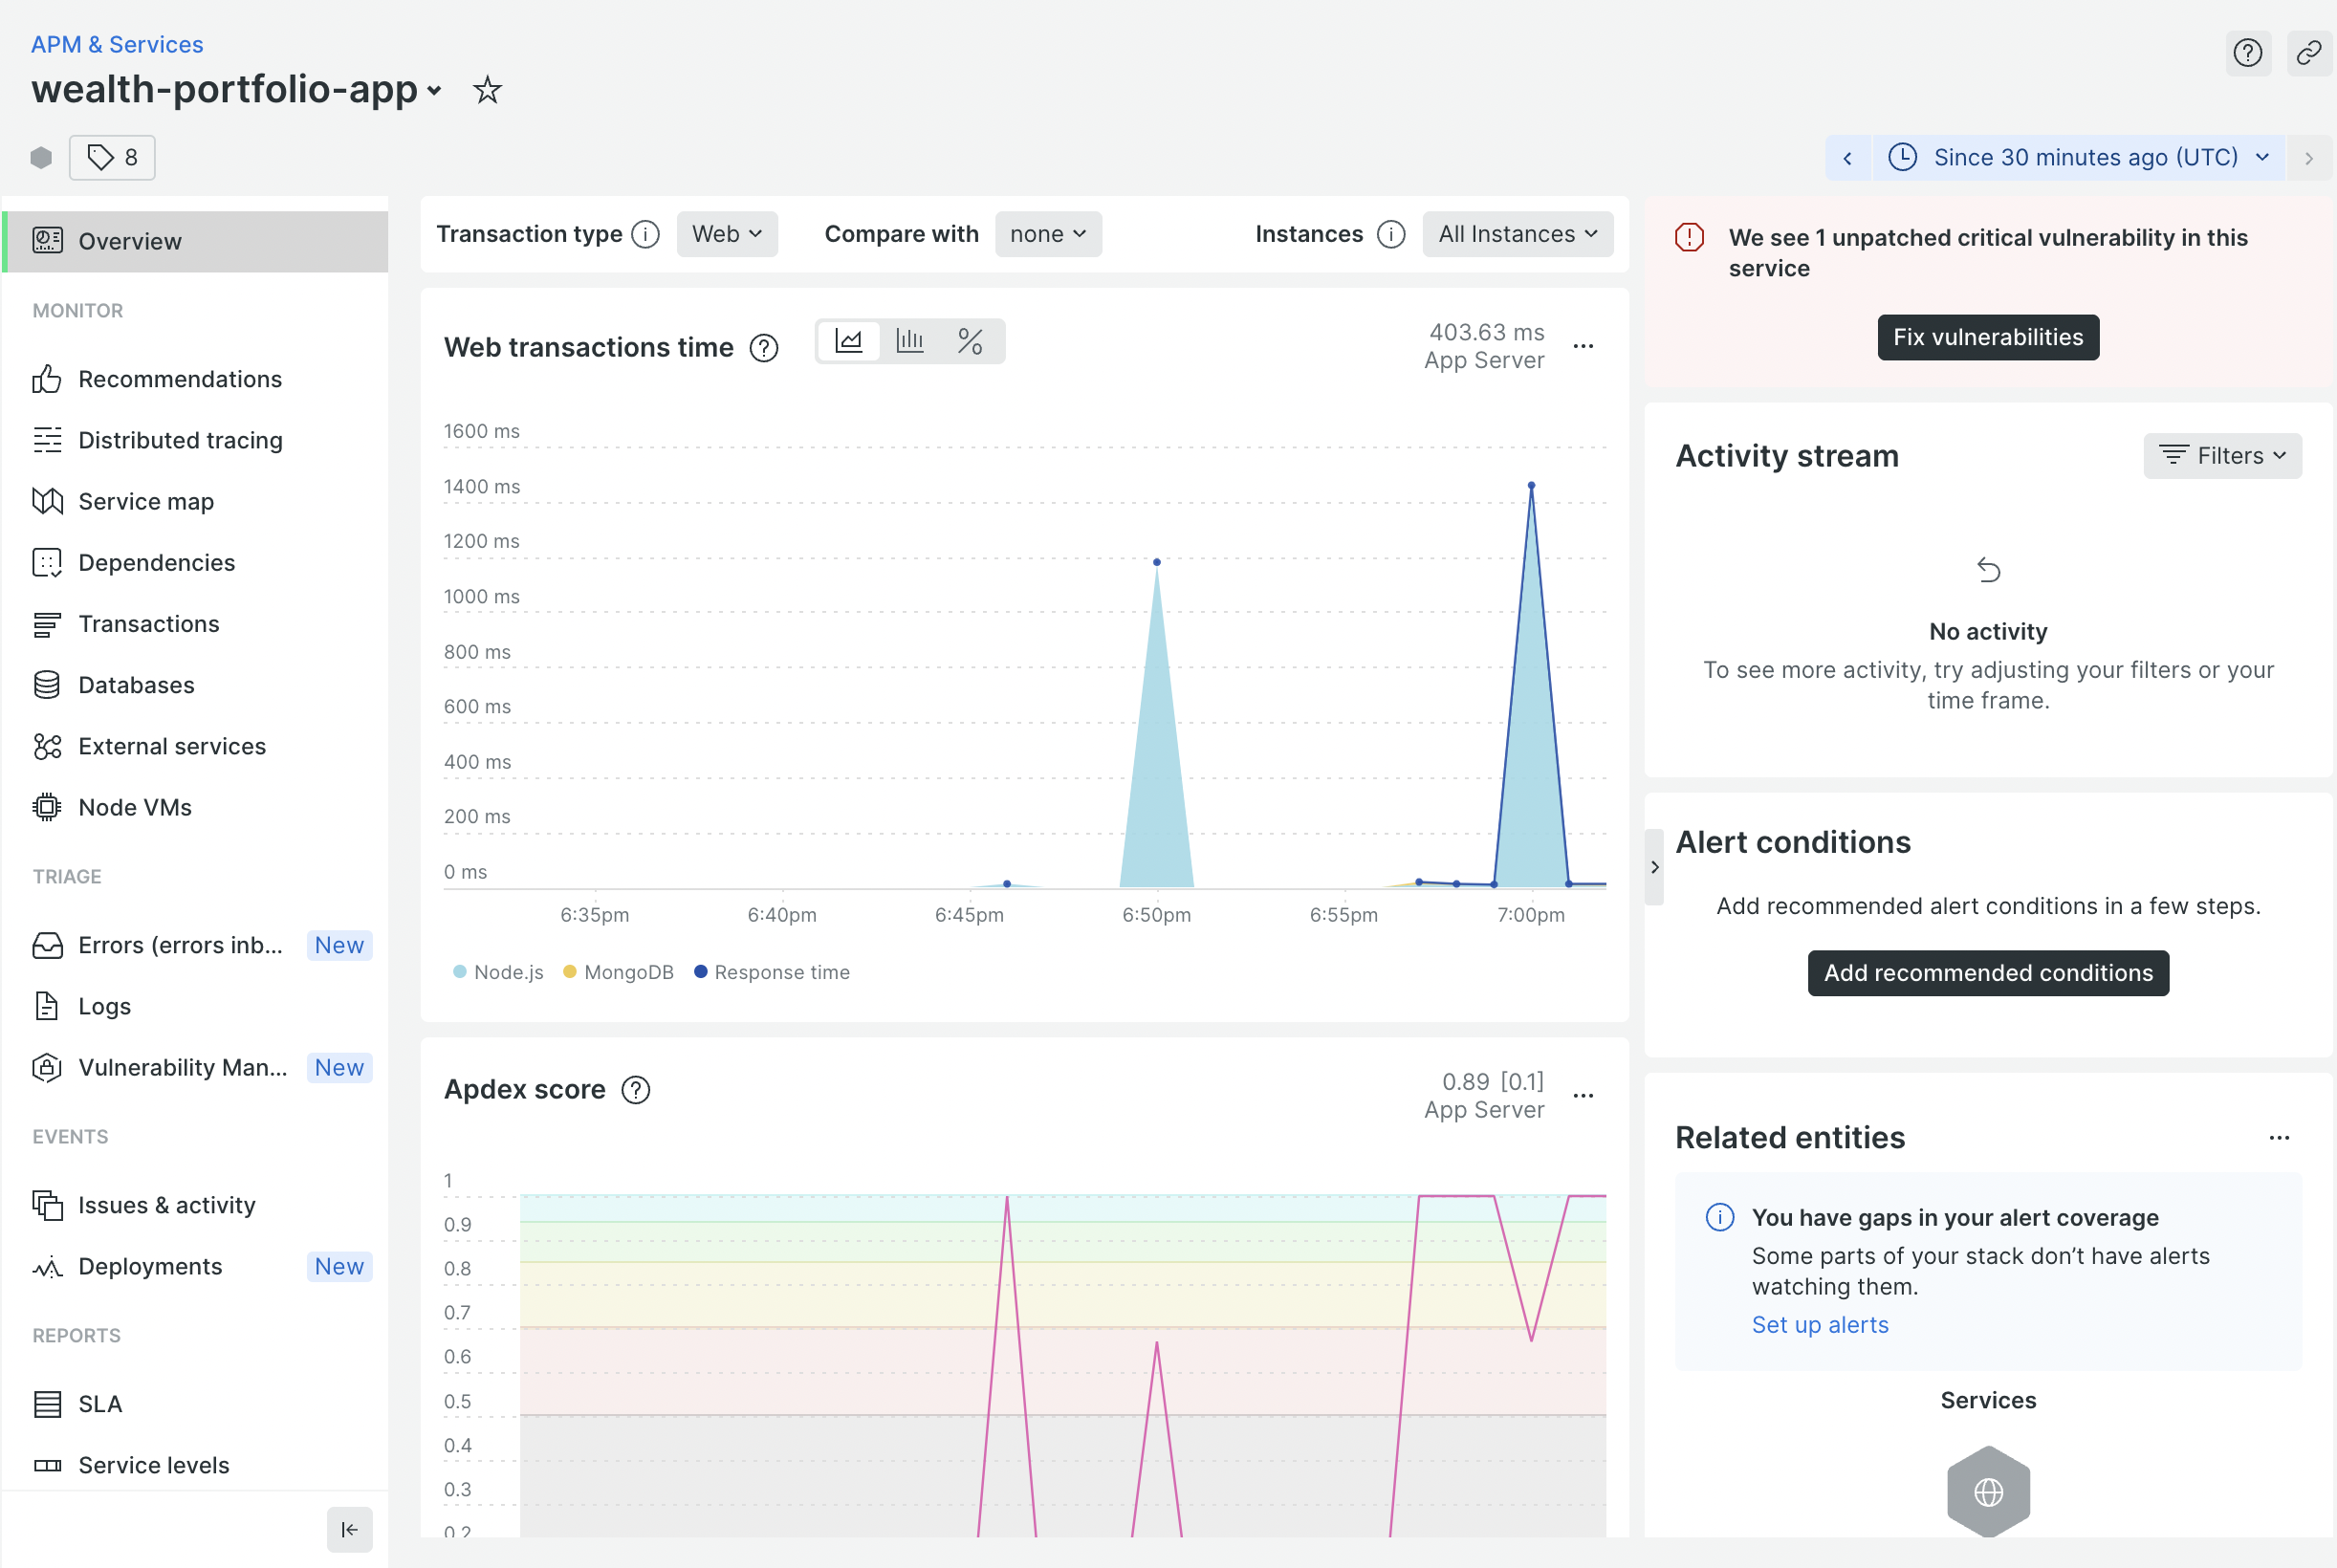 APM & Services
wealth-portfolio-app
8
Since 30 minutes ago (UTC)
Overview
MONITOR
Recommendations
Distributed tracing
Service map
Dependencies
Transactions
Databases
External services
Node VMs
TRIAGE
Errors (errors inb... New
Logs
Vulnerability Man... New
EVENTS
Issues & activity
Deployments New
REPORTS
SLA
Service levels
Transaction type Web Compare with none Instances All Instances
Web transactions time
%
403.63 ms
App Server
1600 ms
1400 ms
1200 ms
1000 ms
800 ms
600 ms
400 ms
200 ms
0 ms
6:35pm 6:40pm 6:45pm 6:50pm 6:55pm 7:00pm
Node.js MongoDB Response time
Apdex score
0.89 [0.1]
App Server
1
0.9
0.8
0.7
0.6
0.5
0.4
0.3
0.2
We see 1 unpatched critical vulnerability in this
service
Fix vulnerabilities
Activity stream
Filters
No activity
To see more activity, try adjusting your filters or your
time frame.
Alert conditions
Add recommended alert conditions in a few steps.
Add recommended conditions
Related entities
You have gaps in your alert coverage
Some parts of your stack don’t have alerts
watching them.
Set up alerts
Services